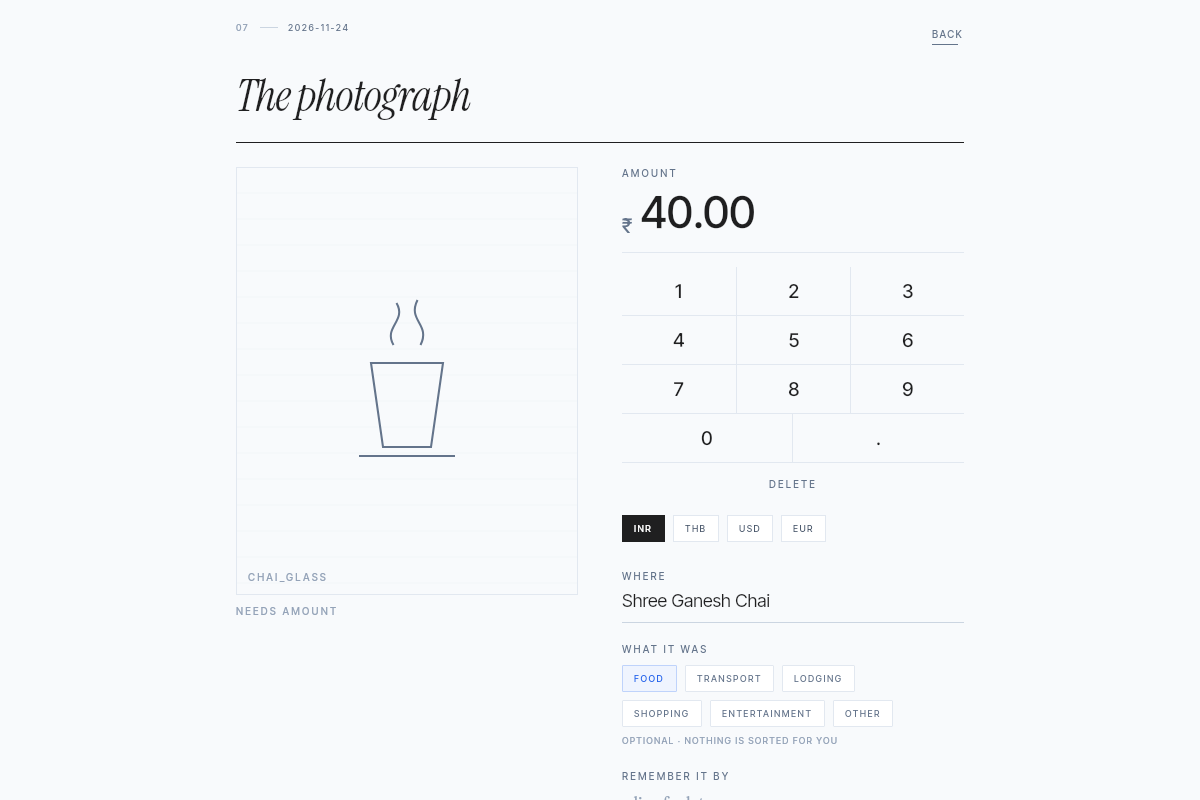 07 2026-11-24
BACK
The photograph
CHAI_GLASS
NEEDS AMOUNT
AMOUNT
₹ 40.00
1 2 3
4 5 6
7 8 9
0 .
DELETE
INR THB USD EUR
WHERE
Shree Ganesh Chai
WHAT IT WAS
FOOD TRANSPORT LODGING
SHOPPING ENTERTAINMENT OTHER
OPTIONAL · NOTHING IS SORTED FOR YOU
REMEMBER IT BY